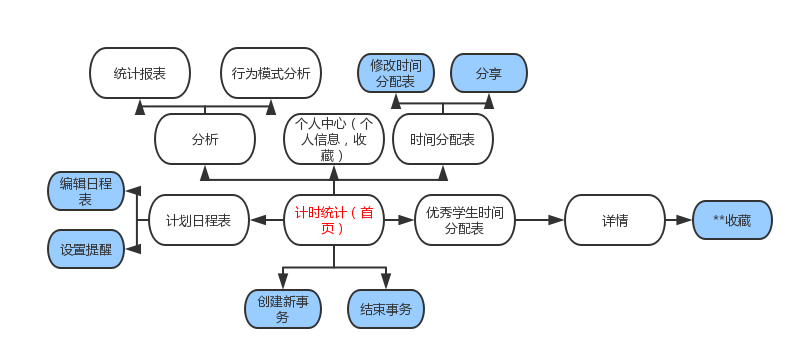 统计报表
行为模式分析
修改时间
分配表
分享
分析
个人中心（个
人信息，收
藏）
时间分配表
编辑日程
表
计划日程表
计时统计（首
页）
优秀学生时间
分配表
详情
**收藏
设置提醒
创建新事
务
结束事务